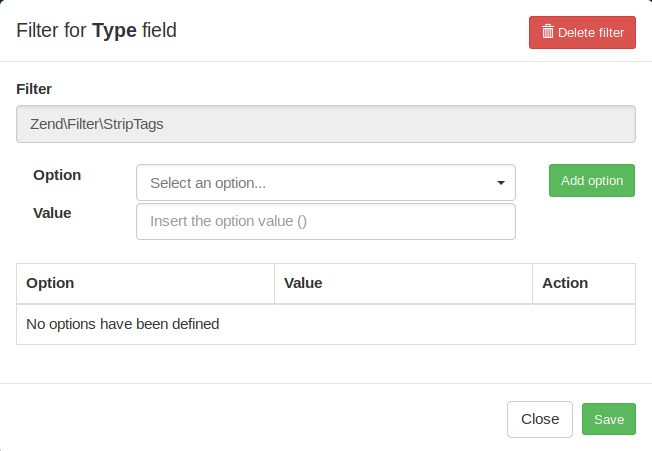 Filter for Type field
Delete filter
Filter
Zend\Filter\StripTags
Option
Select an option...
Add option
Value
Insert the option value ()
Option Value Action
No options have been defined
Close
Save